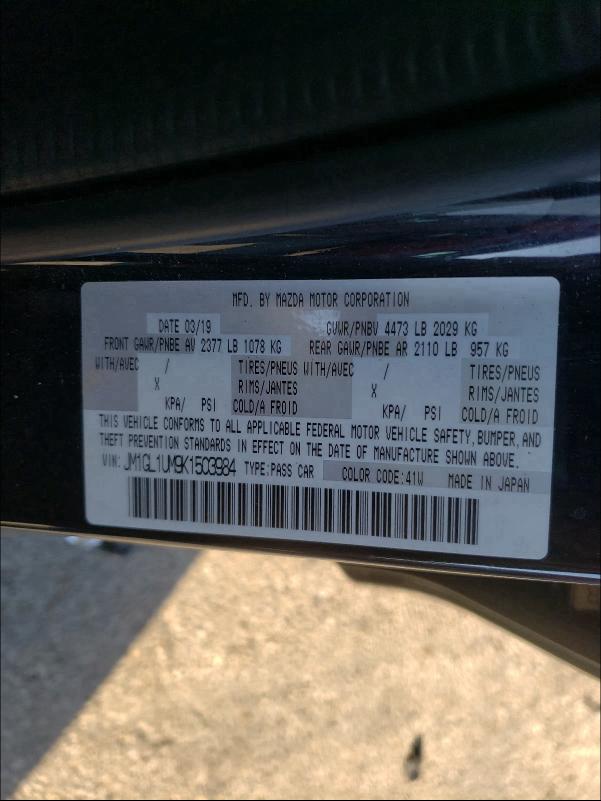 MFD. BY MAZDA MOTOR CORPORATION
DATE 03/19 GVWR/PNBV 4473 LB 2029 KG
FRONT GAWR/PNBE AV 2377 LB 1078 KG REAR GAWR/PNBE AR 2110 LB 957 KG
WITH/AVEC / TIRES/PNEUS WITH/AVEC / TIRES/PNEUS
X RIMS/JANTES X RIMS/JANTES
KPA/ PSI COLD/A FROID KPA/ PSI COLD/A FROID
THIS VEHICLE CONFORMS TO ALL APPLICABLE FEDERAL MOTOR VEHICLE SAFETY, BUMPER, AND
THEFT PREVENTION STANDARDS IN EFFECT ON THE DATE OF MANUFACTURE SHOWN ABOVE.
VIN: JM1GL1UM9K1503984 TYPE:PASS CAR COLOR CODE:41W MADE IN JAPAN